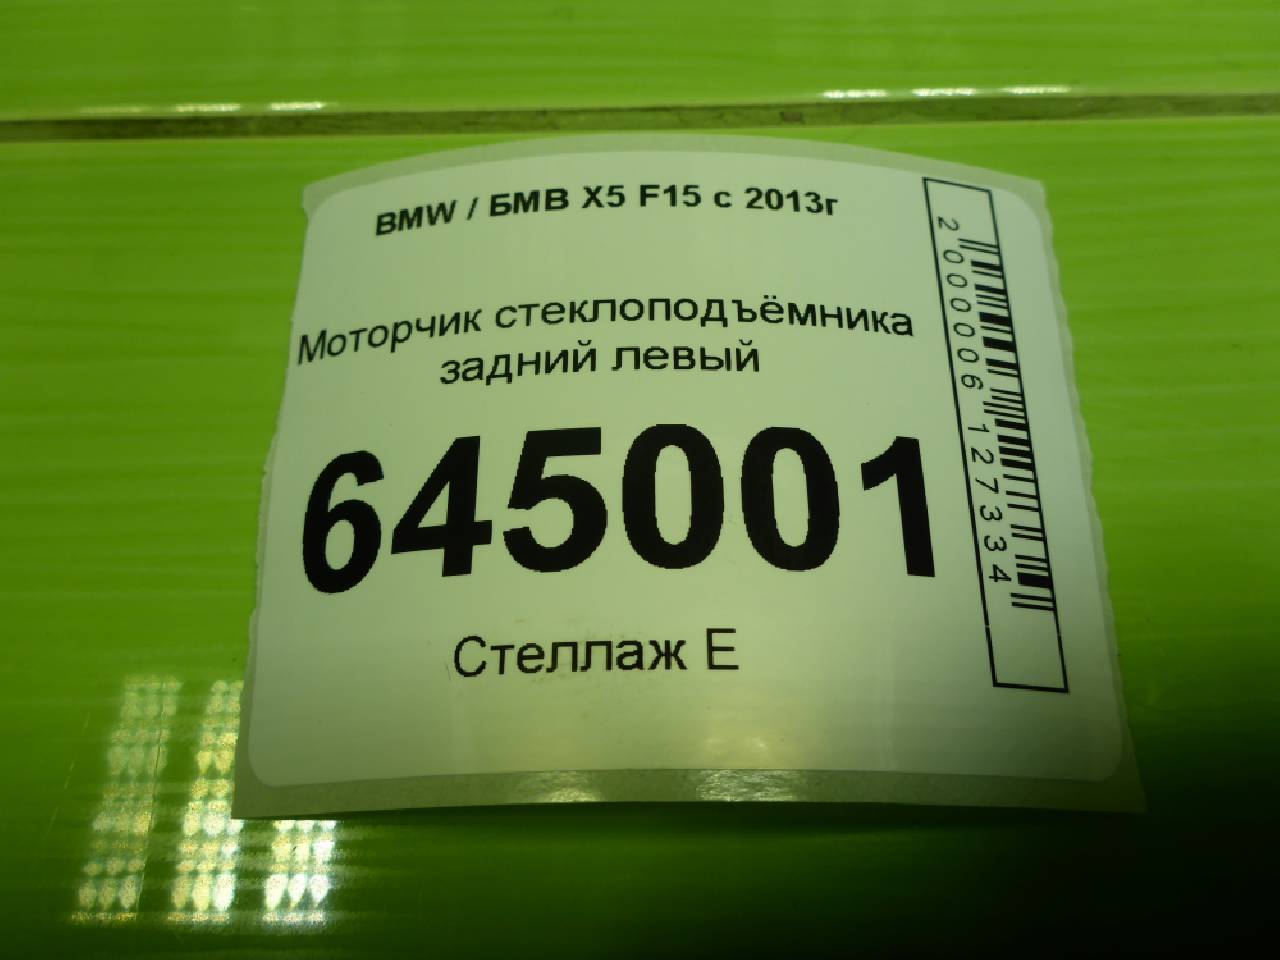 BMW / БМВ X5 F15 с 2013г
Моторчик стеклоподъёмника
задний левый
645001
Стеллаж Е
2000006127334